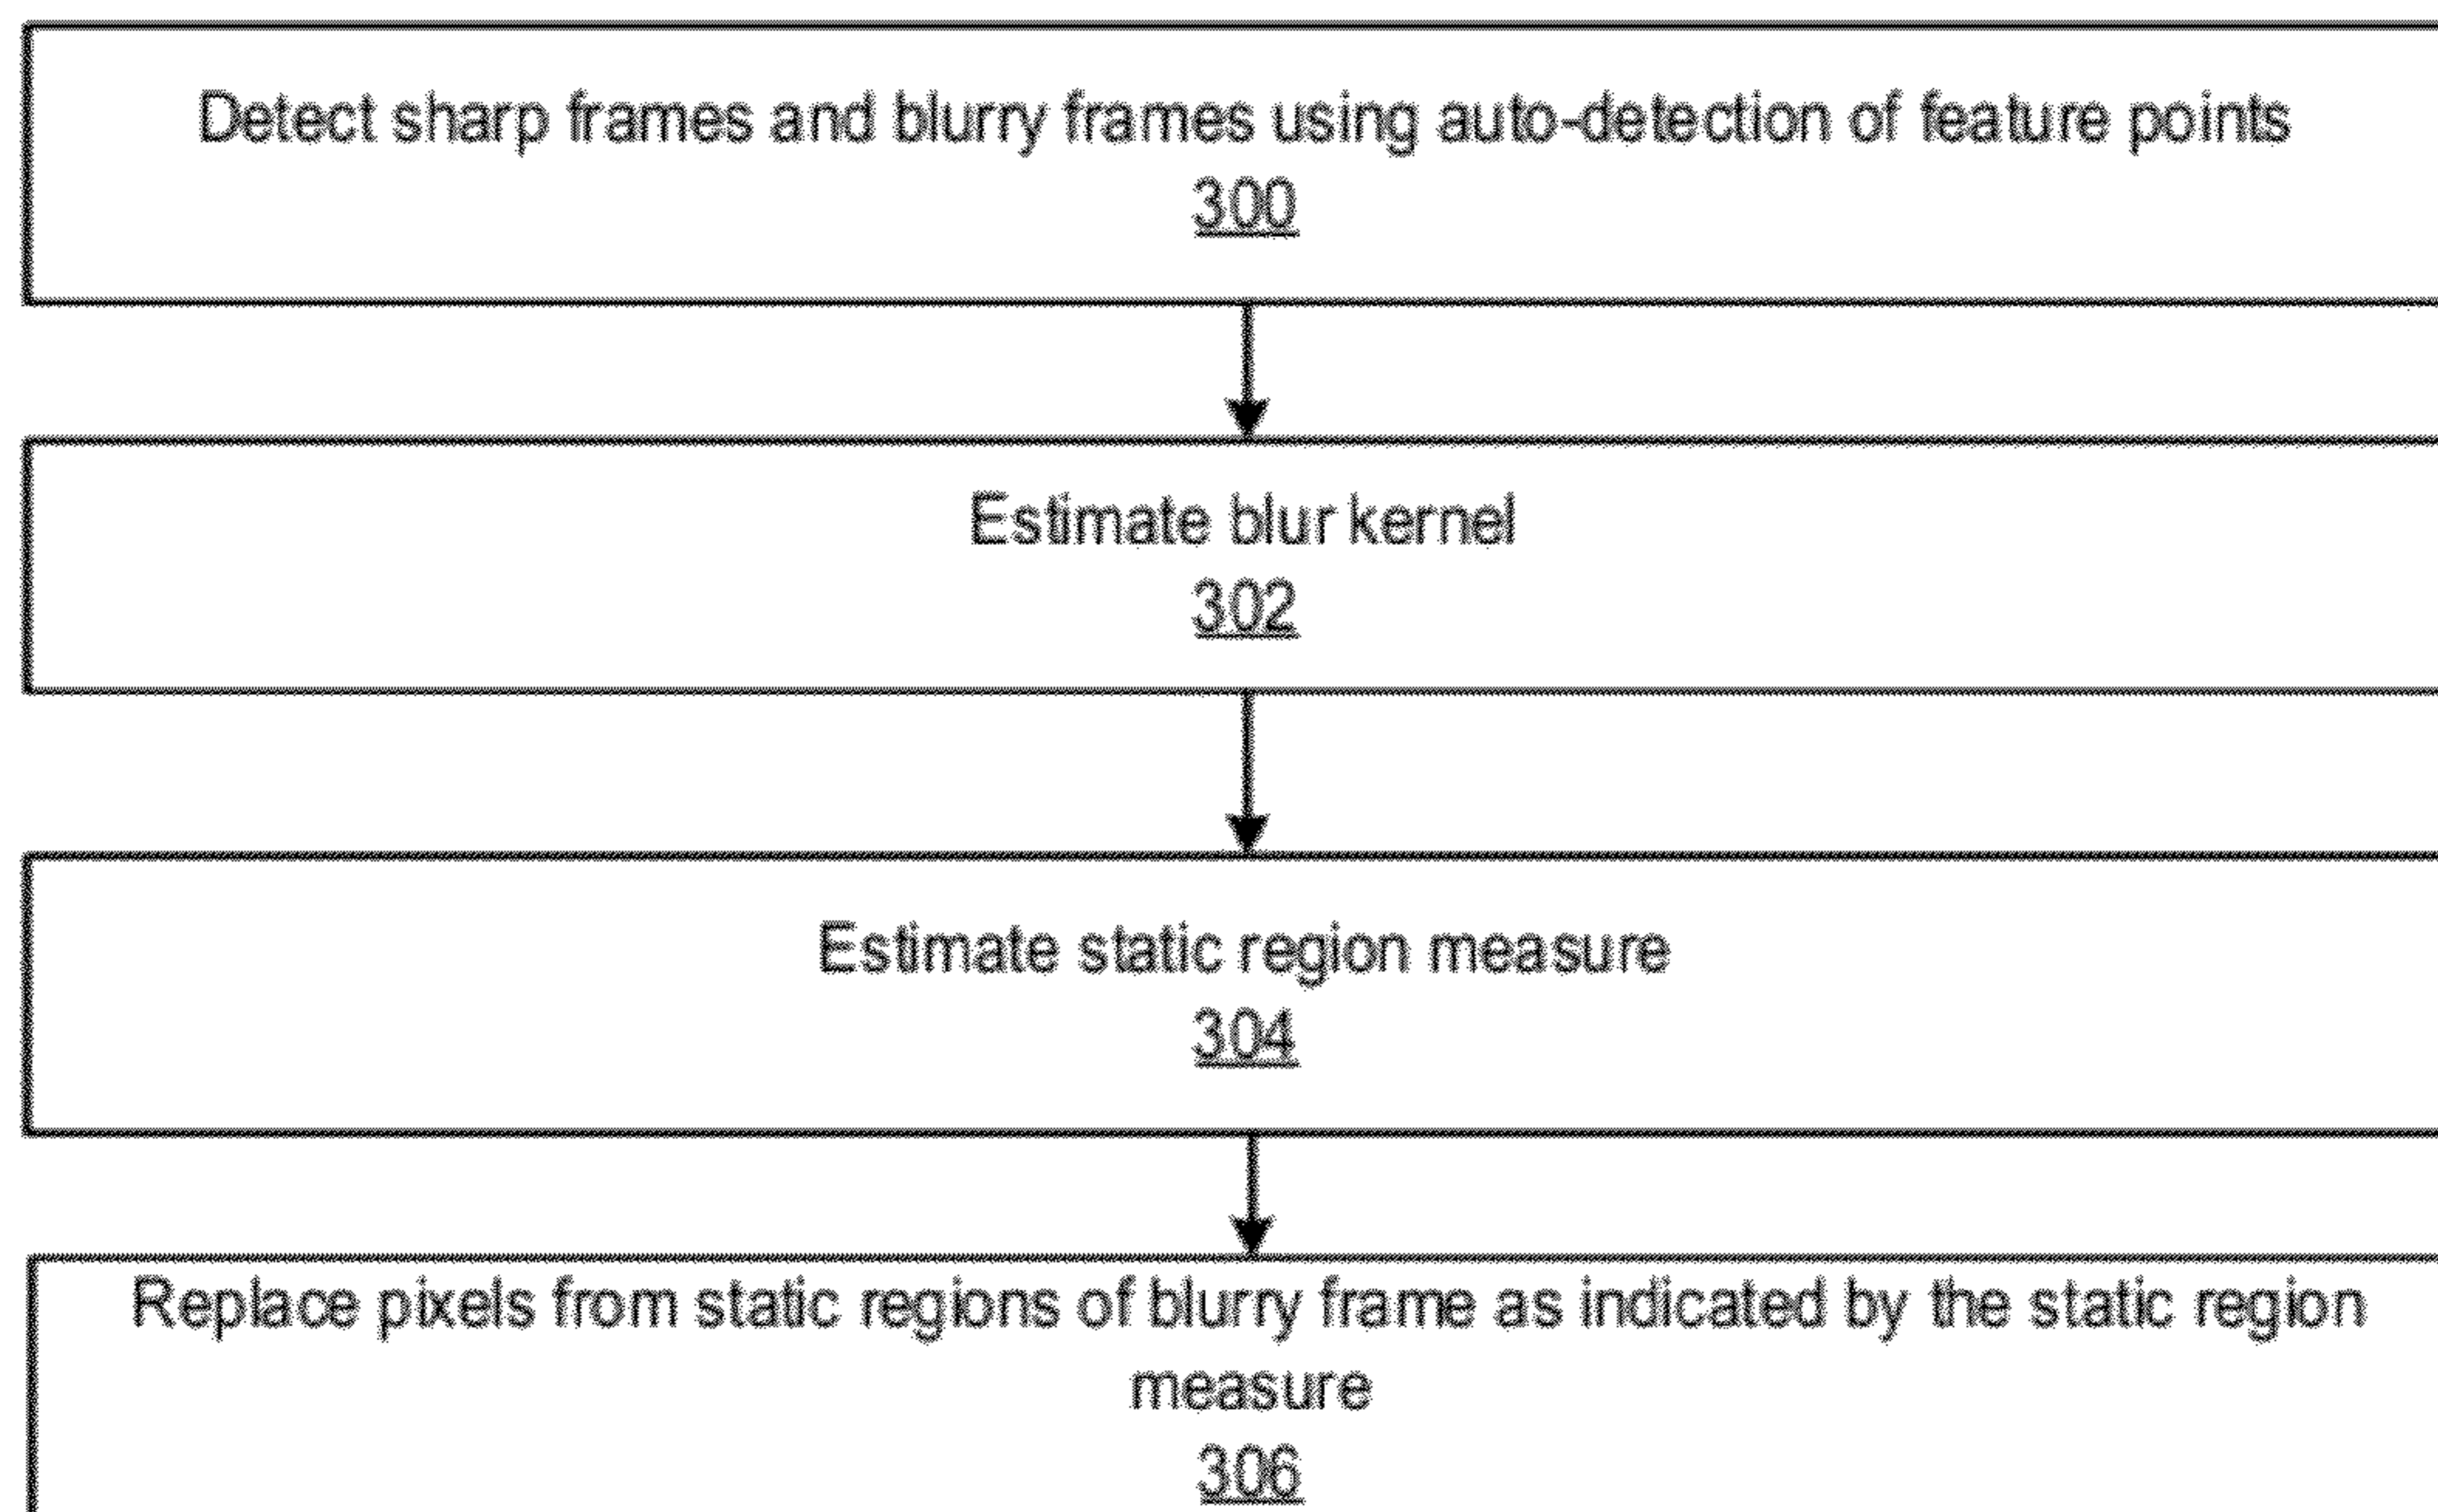 Detect sharp frames and blurry frames using auto-detection of feature points
300
Estimate blur kernel
302
Estimate static region measure
304
Replace pixels from static regions of blurry frame as indicated by the static region
measure
306